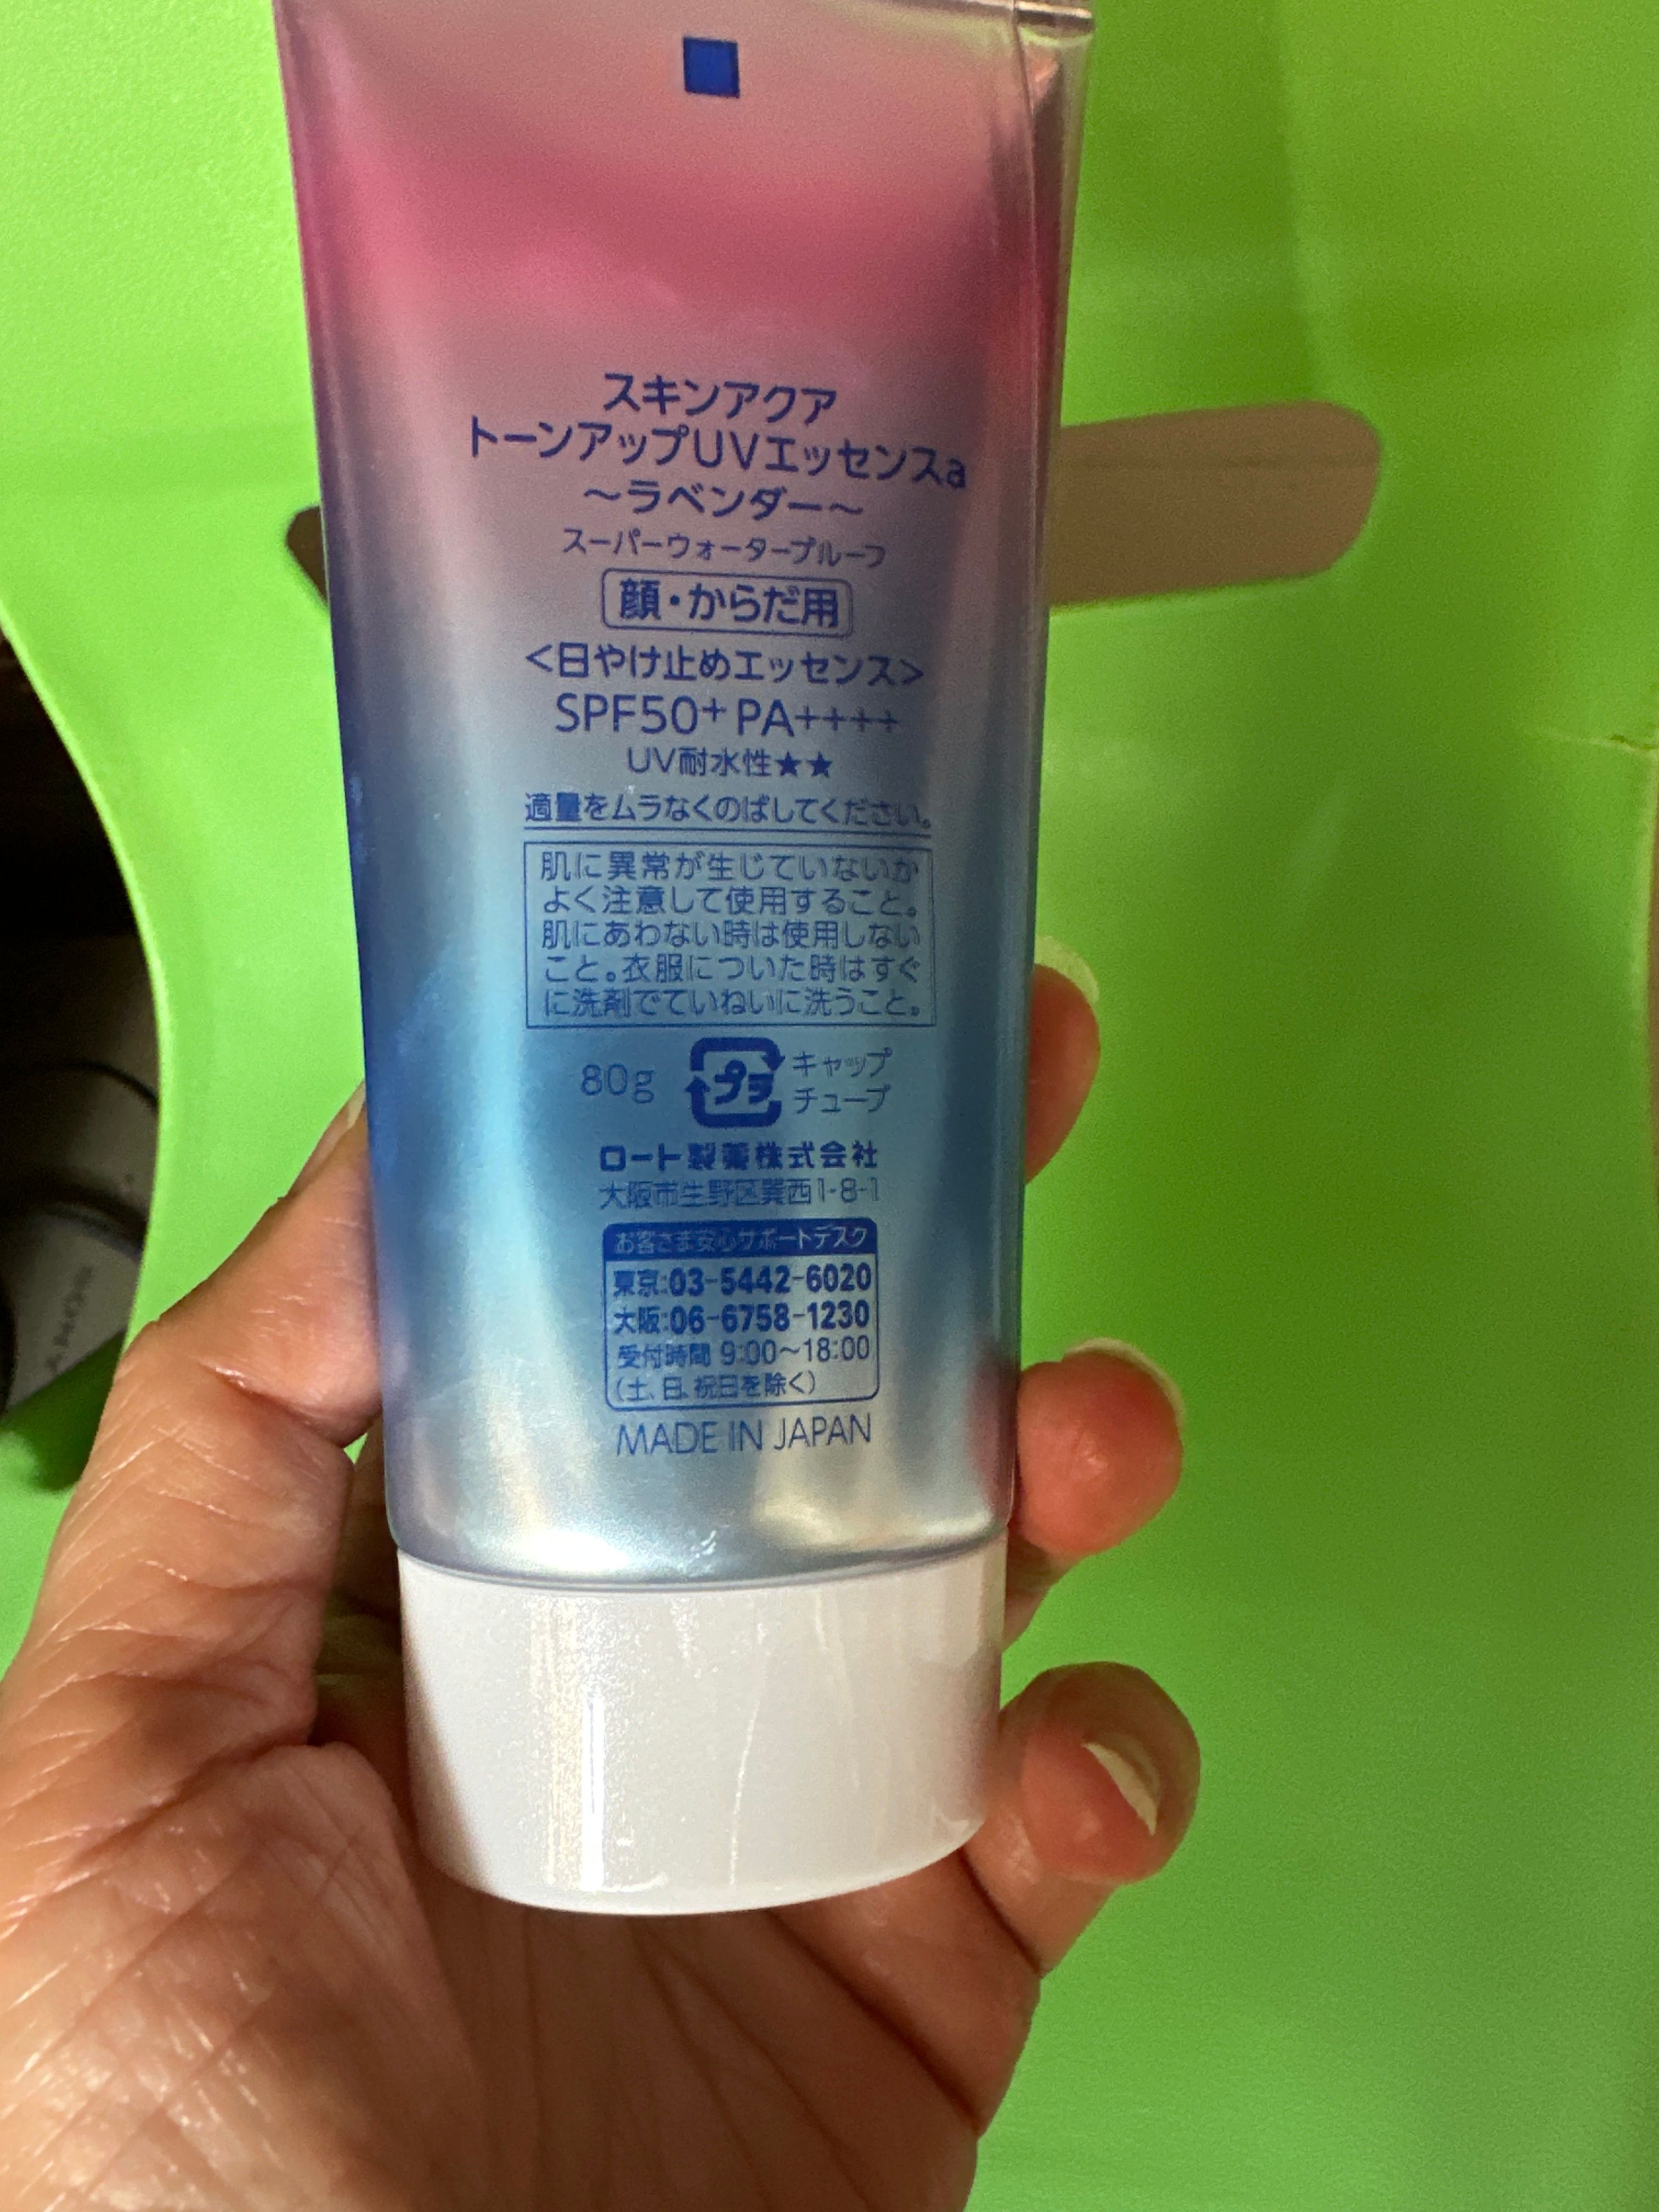 スキンアクア
トーンアップUVエッセンスa
～ラベンダー～
スーパーウォータープルーフ
顔・からだ用
<日やけ止めエッセンス>
SPF50+ PA++++
UV耐水性★★
適量をムラなくのばしてください。
肌に異常が生じていないか
よく注意して使用すること。
肌にあわない時は使用しない
こと。衣服についた時はすぐ
に洗剤でていねいに洗うこと。
80g プラ キャップ
チューブ
ロート製薬株式会社
大阪市生野区巽西1-8-1
お客さま安心サポートデスク
東京:03-5442-6020
大阪:06-6758-1230
受付時間 9:00～18:00
(土、日、祝日を除く)
MADE IN JAPAN
SONY